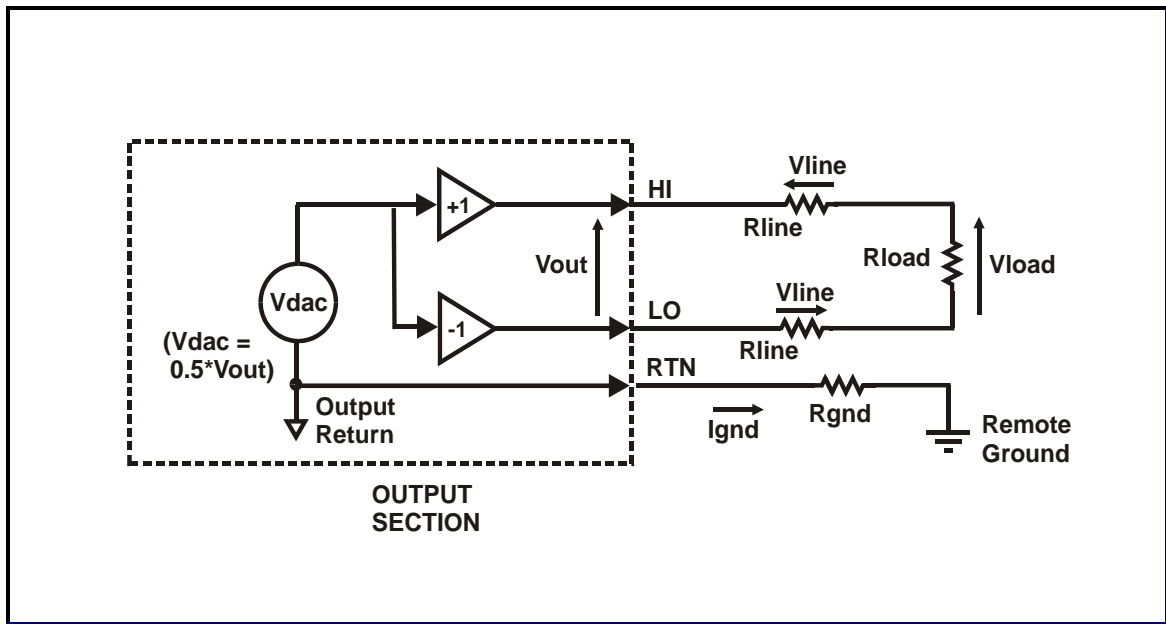 Vline
HI
+1
Rline
Rload
Vload
Vout
Vdac
Vline
LO
-1
(Vdac =
0.5*Vout)
Rline
RTN
Output
Return
Ignd
Rgnd
Remote
Ground
OUTPUT
SECTION